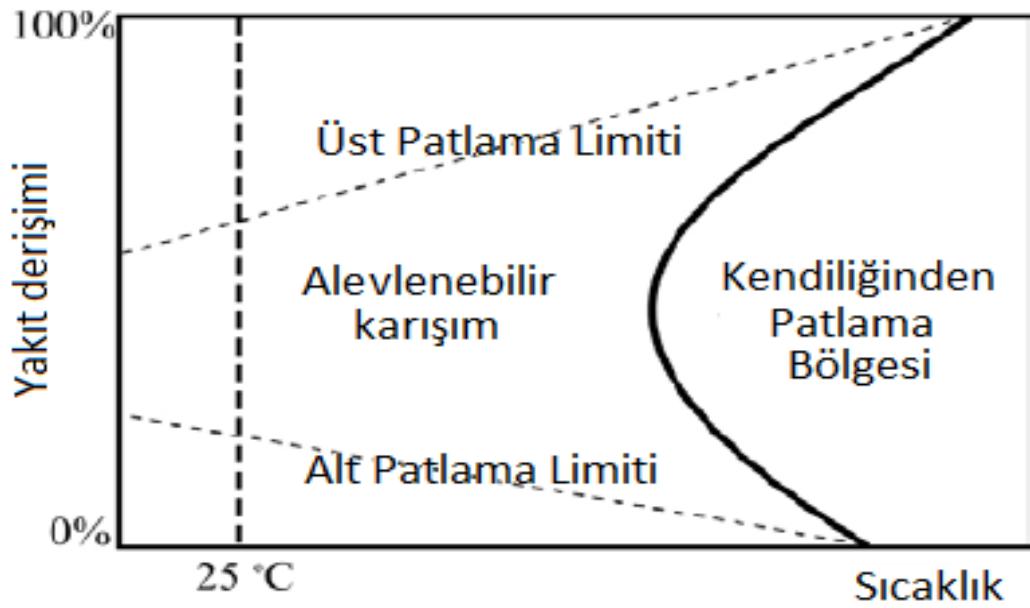 100%
Üst Patlama Limiti
Yakıt derişimi
Alevlenebilir
karışım
Kendiliğinden
Patlama
Bölgesi
Alt Patlama Limiti
0%
25 °C
Sıcaklık